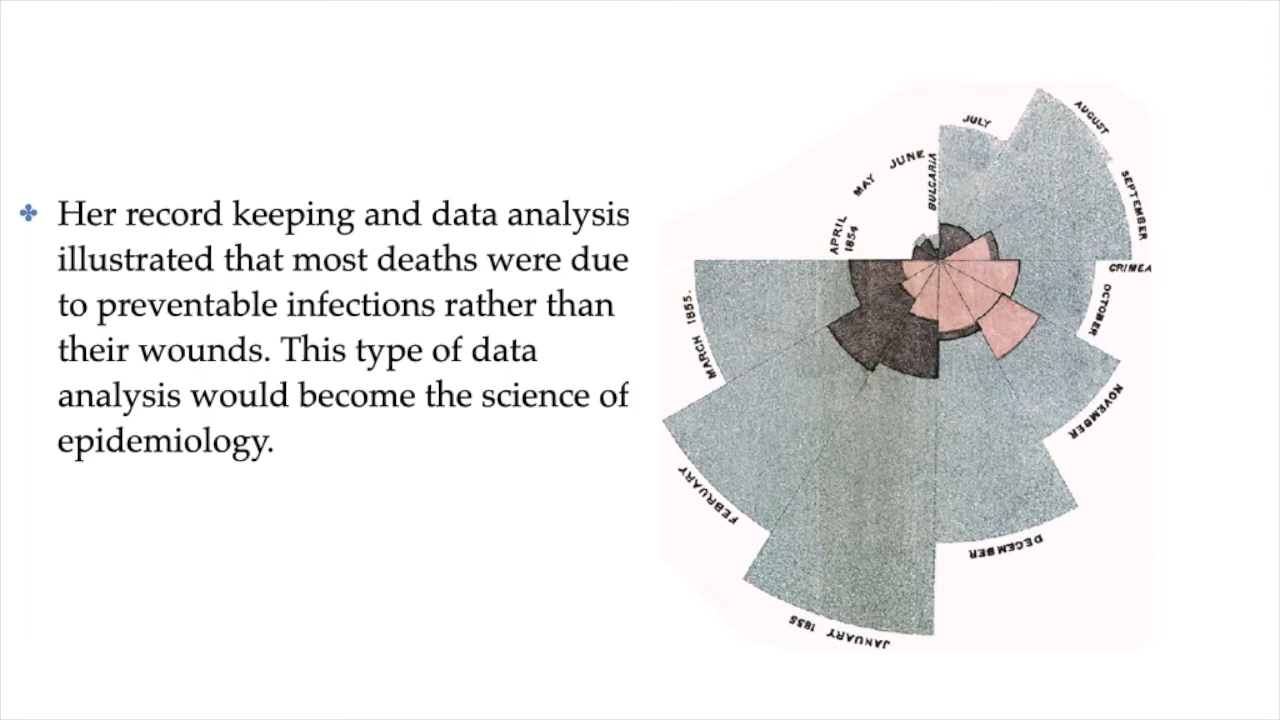 Her record keeping and data analysis
illustrated that most deaths were due
to preventable infections rather than
their wounds. This type of data
analysis would become the science of
epidemiology.
APRIL
1854
MAY
JUNE
BULGARIA
JULY
AUGUST
SEPTEMBER
CRIMEA
OCTOBER
NOVEMBER
DECEMBER
JANUARY 1855
FEBRUARY
MARCH 1855.